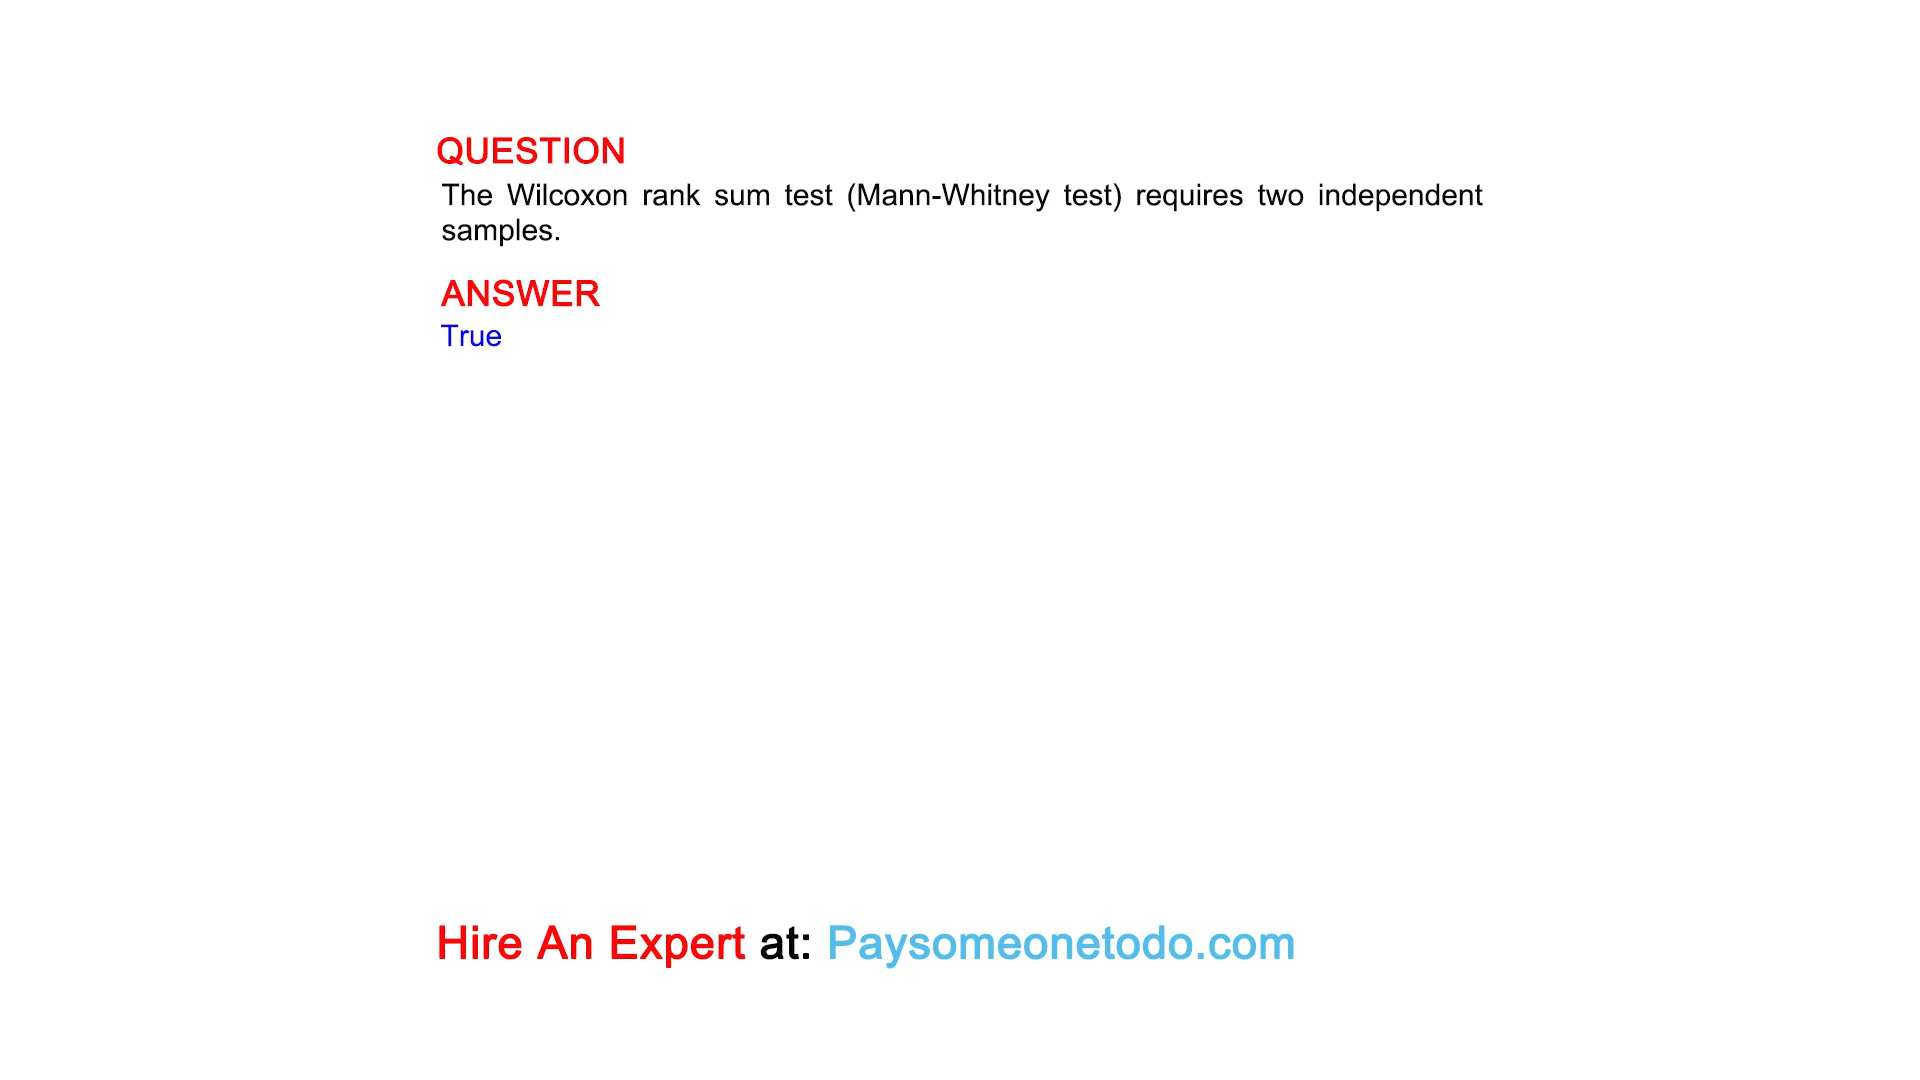 QUESTION
The Wilcoxon rank sum test (Mann-Whitney test) requires two independent
samples.
ANSWER
True
Hire An Expert at: Paysomeonetodo.com